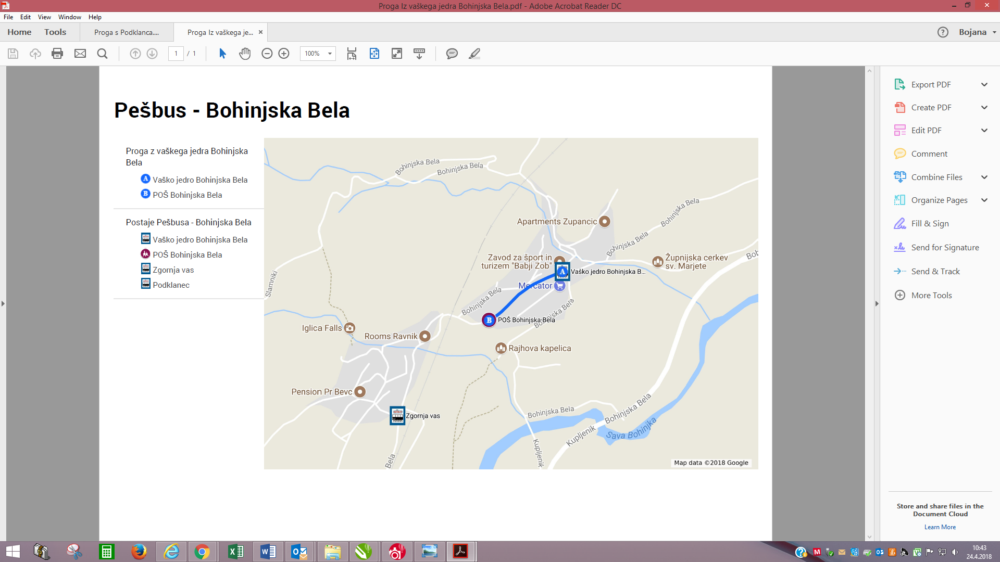 Proga Iz vaškega jedra Bohinjska Bela.pdf - Adobe Acrobat Reader DC
File Edit View Window Help
Home Tools Proga s Podklanca.... Proga Iz vaškega je... Bojana
1 / 1 100%
Pešbus - Bohinjska Bela
Proga z vaškega jedra Bohinjska
Bela
A Vaško jedro Bohinjska Bela
B POŠ Bohinjska Bela
Postaje Pešbusa - Bohinjska Bela
Vaško jedro Bohinjska Bela
POŠ Bohinjska Bela
Zgornja vas
Podklanec
Bohinjska Bela
Bohinjska Bela
Bohinjska Bela
Apartments Zupancic
Bohinjska Bela
Zavod za šport in
turizem "Babji Zob"
Župnijska cerkev
sv. Marjete
Boh
A Vaško jedro Bohinjska B...
Slamniki
Mercator
Bohinjska Bela
Bohinjska Bela
B POŠ Bohinjska Bela
Iglica Falls
Rooms Ravnik
Rajhova kapelica
Pension Pr Bevc
Zgornja vas
Bohinjska Bela
Bohinjska Bela
Kupljenik
Sava Bohinjka
Kupljenik
Bela
Map data ©2018 Google
Export PDF
Create PDF
Edit PDF
Comment
Combine Files
Organize Pages
Fill & Sign
Send for Signature
Send & Track
More Tools
Store and share files in the
Document Cloud
Learn More
10:43
24.4.2018